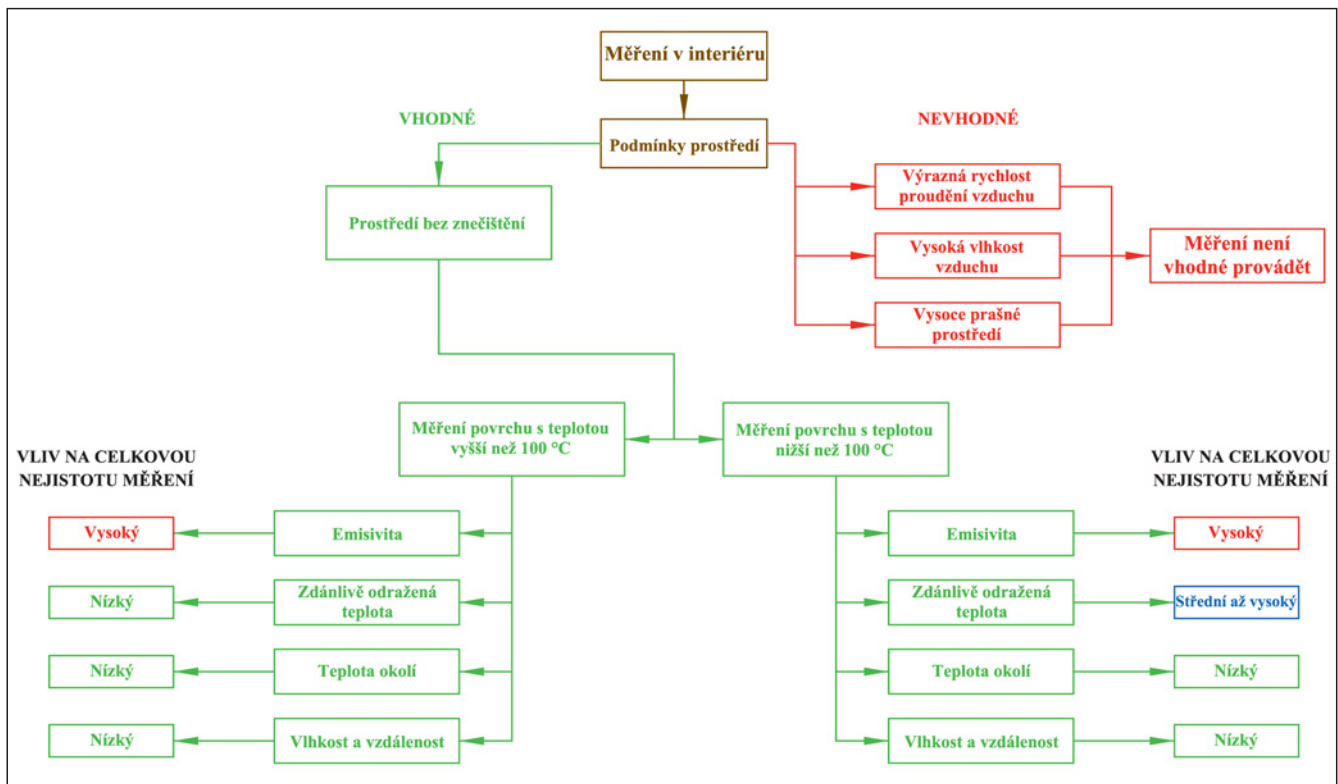 Měření v interiéru
VHODNÉ
NEVHODNÉ
Podmínky prostředí
Výrazná rychlost
proudění vzduchu
Prostředí bez znečištění
Vysoká vlhkost
vzduchu
Měření není
vhodné provádět
Vysoce prašné
prostředí
Měření povrchu s teplotou
vyšší než 100 °C
Měření povrchu s teplotou
nižší než 100 °C
VLIV NA CELKOVOU
NEJISTOTU MĚŘENÍ
VLIV NA CELKOVOU
NEJISTOTU MĚŘENÍ
Vysoký
Emisivita
Emisivita
Vysoký
Nízký
Zdánlivě odražená
teplota
Zdánlivě odražená
teplota
Střední až vysoký
Nízký
Teplota okolí
Teplota okolí
Nízký
Nízký
Vlhkost a vzdálenost
Vlhkost a vzdálenost
Nízký